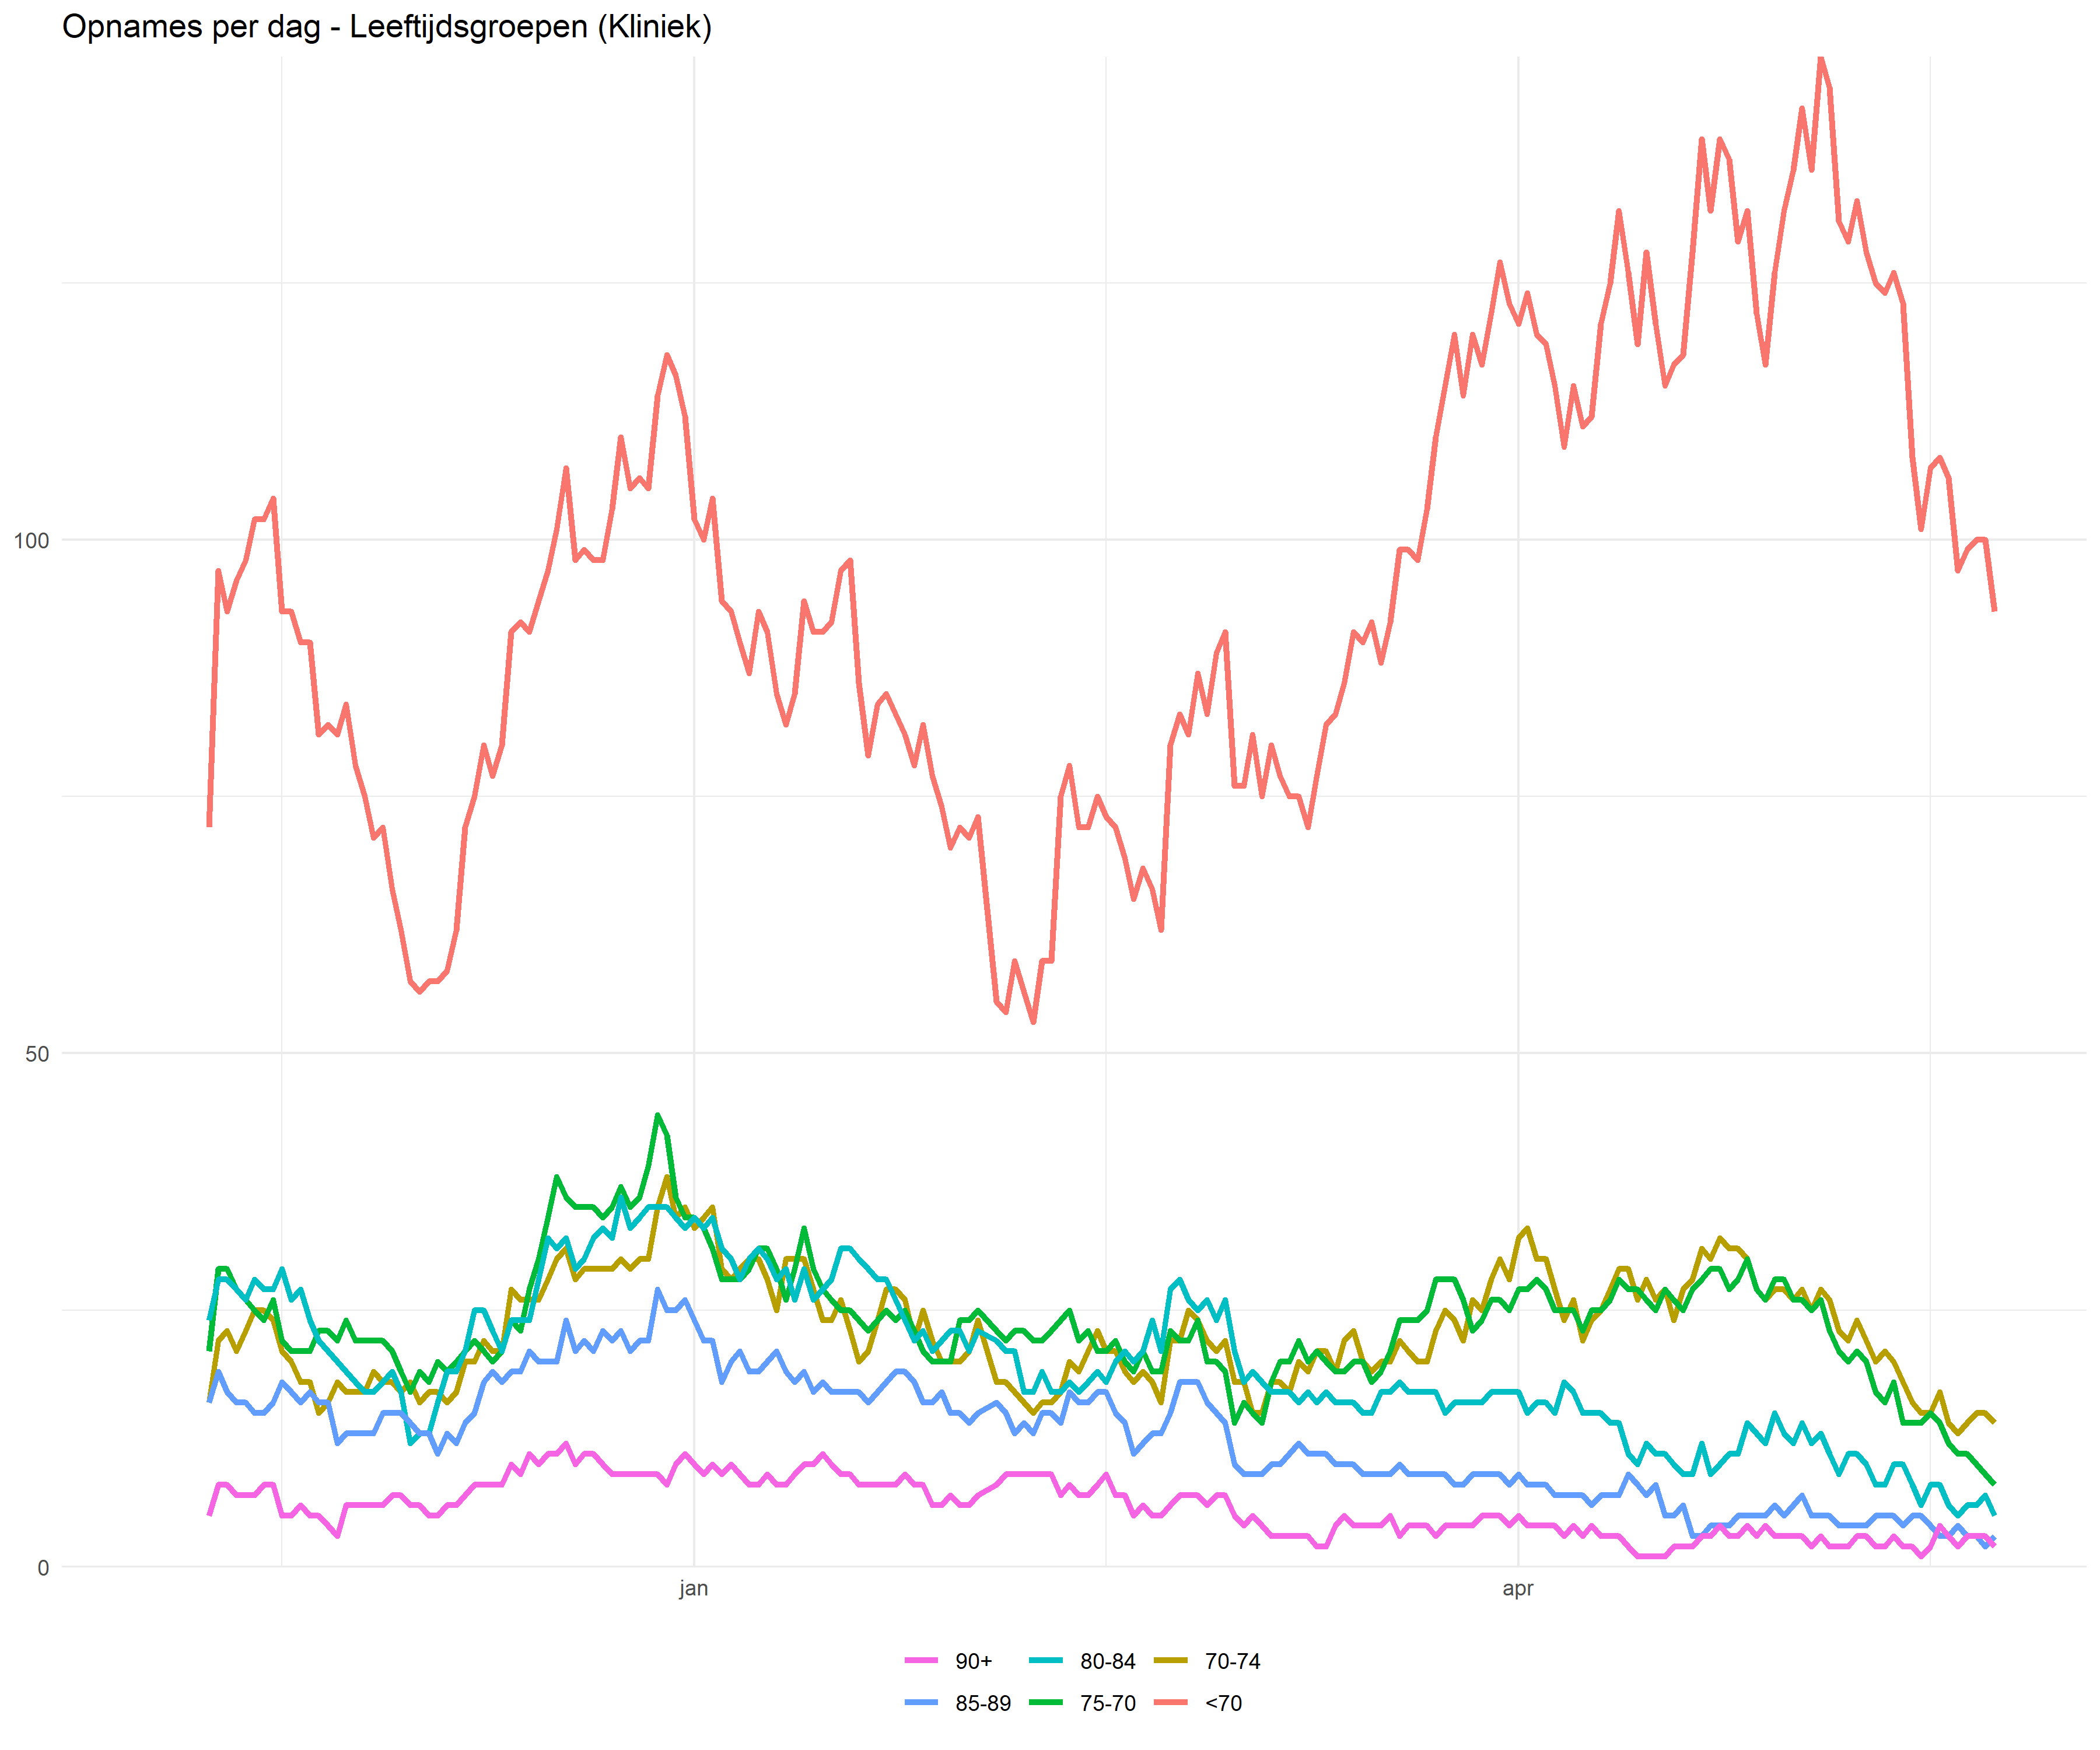 Opnames per dag - Leeftijdsgroepen (Kliniek)
100
50
0
jan apr
90+ 80-84 70-74
85-89 75-70 <70